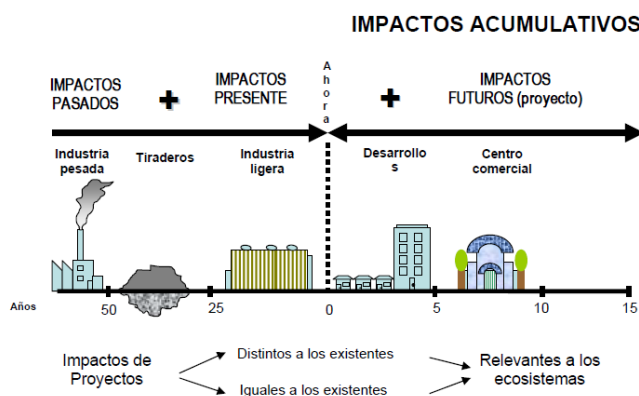 IMPACTOS ACUMULATIVOS
IMPACTOS
PASADOS
+
IMPACTOS
PRESENTE
A
h
o
r
a
+
IMPACTOS
FUTUROS (proyecto)
Industria
pesada
Tiraderos
Industria
ligera
Desarrollo
s
Centro
comercial
Años
50
25
0
5
10
15
Impactos de
Proyectos
Distintos a los existentes
Iguales a los existentes
Relevantes a los
ecosistemas